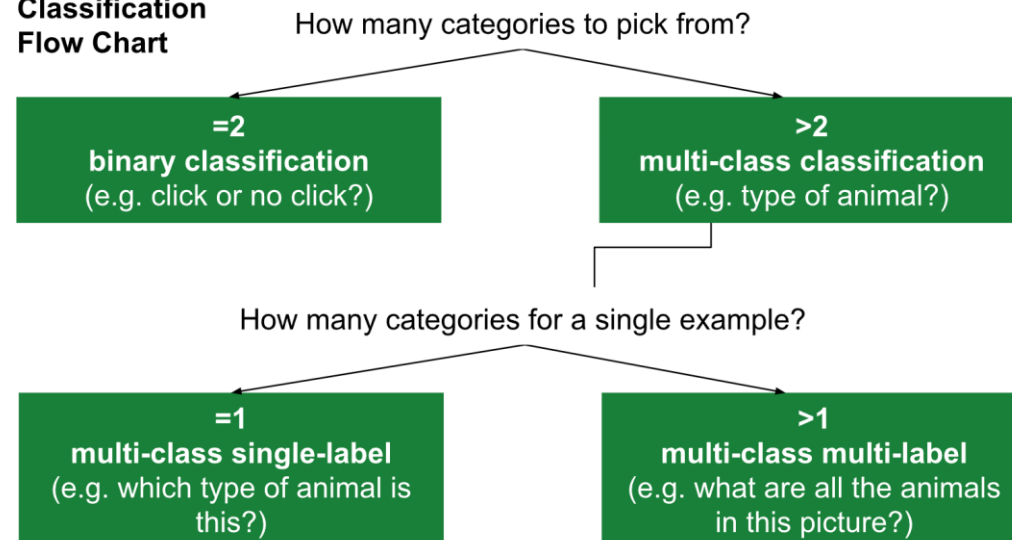 Classification
Flow Chart
How many categories to pick from?
=2
binary classification
(e.g. click or no click?)
>2
multi-class classification
(e.g. type of animal?)
How many categories for a single example?
=1
multi-class single-label
(e.g. which type of animal is
this?)
>1
multi-class multi-label
(e.g. what are all the animals
in this picture?)